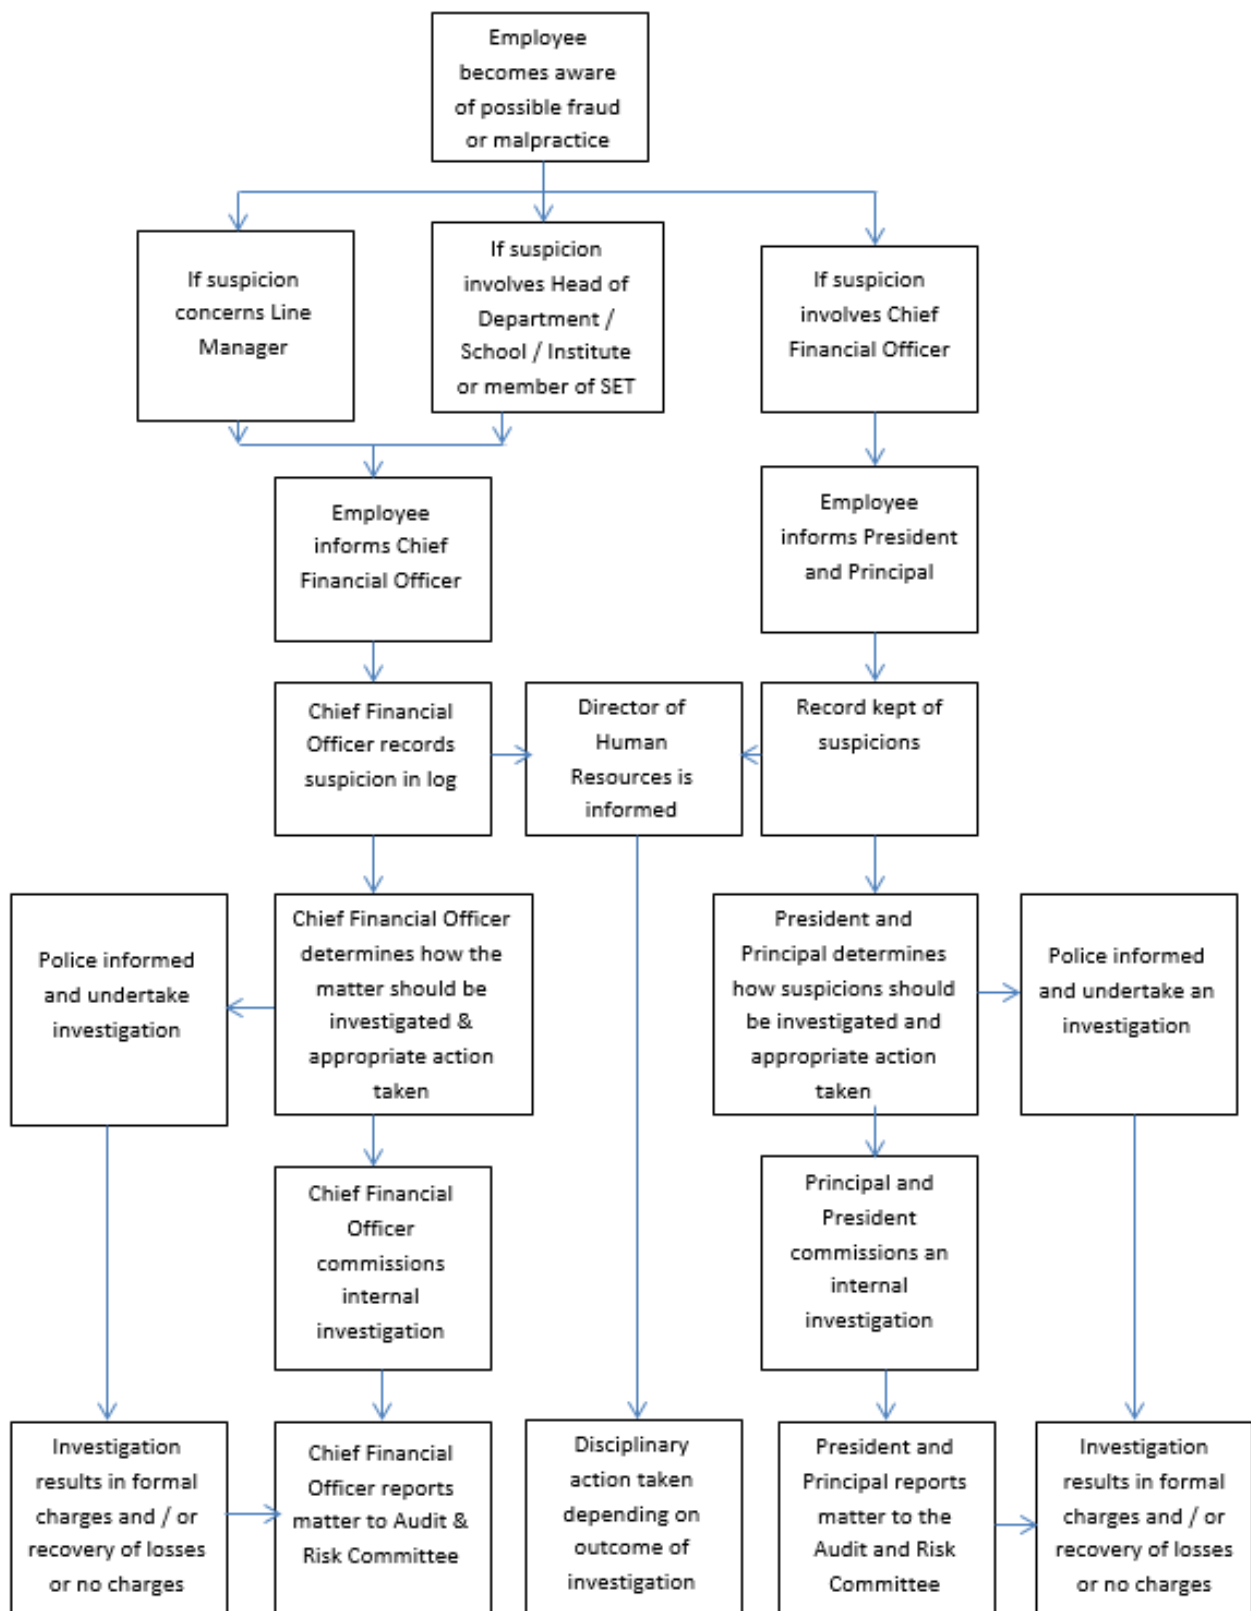 Employee
becomes aware
of possible fraud
or malpractice
If suspicion
concerns Line
Manager
If suspicion
involves Head of
Department /
School / Institute
or member of SET
If suspicion
involves Chief
Financial Officer
Employee
informs Chief
Financial Officer
Employee
informs President
and Principal
Chief Financial
Officer records
suspicion in log
Director of
Human
Resources is
informed
Record kept of
suspicions
Police informed
and undertake
investigation
Chief Financial Officer
determines how the
matter should be
investigated &
appropriate action
taken
President and
Principal determines
how suspicions should
be investigated and
appropriate action
taken
Police informed
and undertake an
investigation
Chief Financial
Officer
commissions
internal
investigation
Principal and
President
commissions an
internal
investigation
Investigation
results in formal
charges and / or
recovery of losses
or no charges
Chief Financial
Officer reports
matter to Audit &
Risk Committee
Disciplinary
action taken
depending on
outcome of
investigation
President and
Principal reports
matter to the
Audit and Risk
Committee
Investigation
results in formal
charges and / or
recovery of losses
or no charges